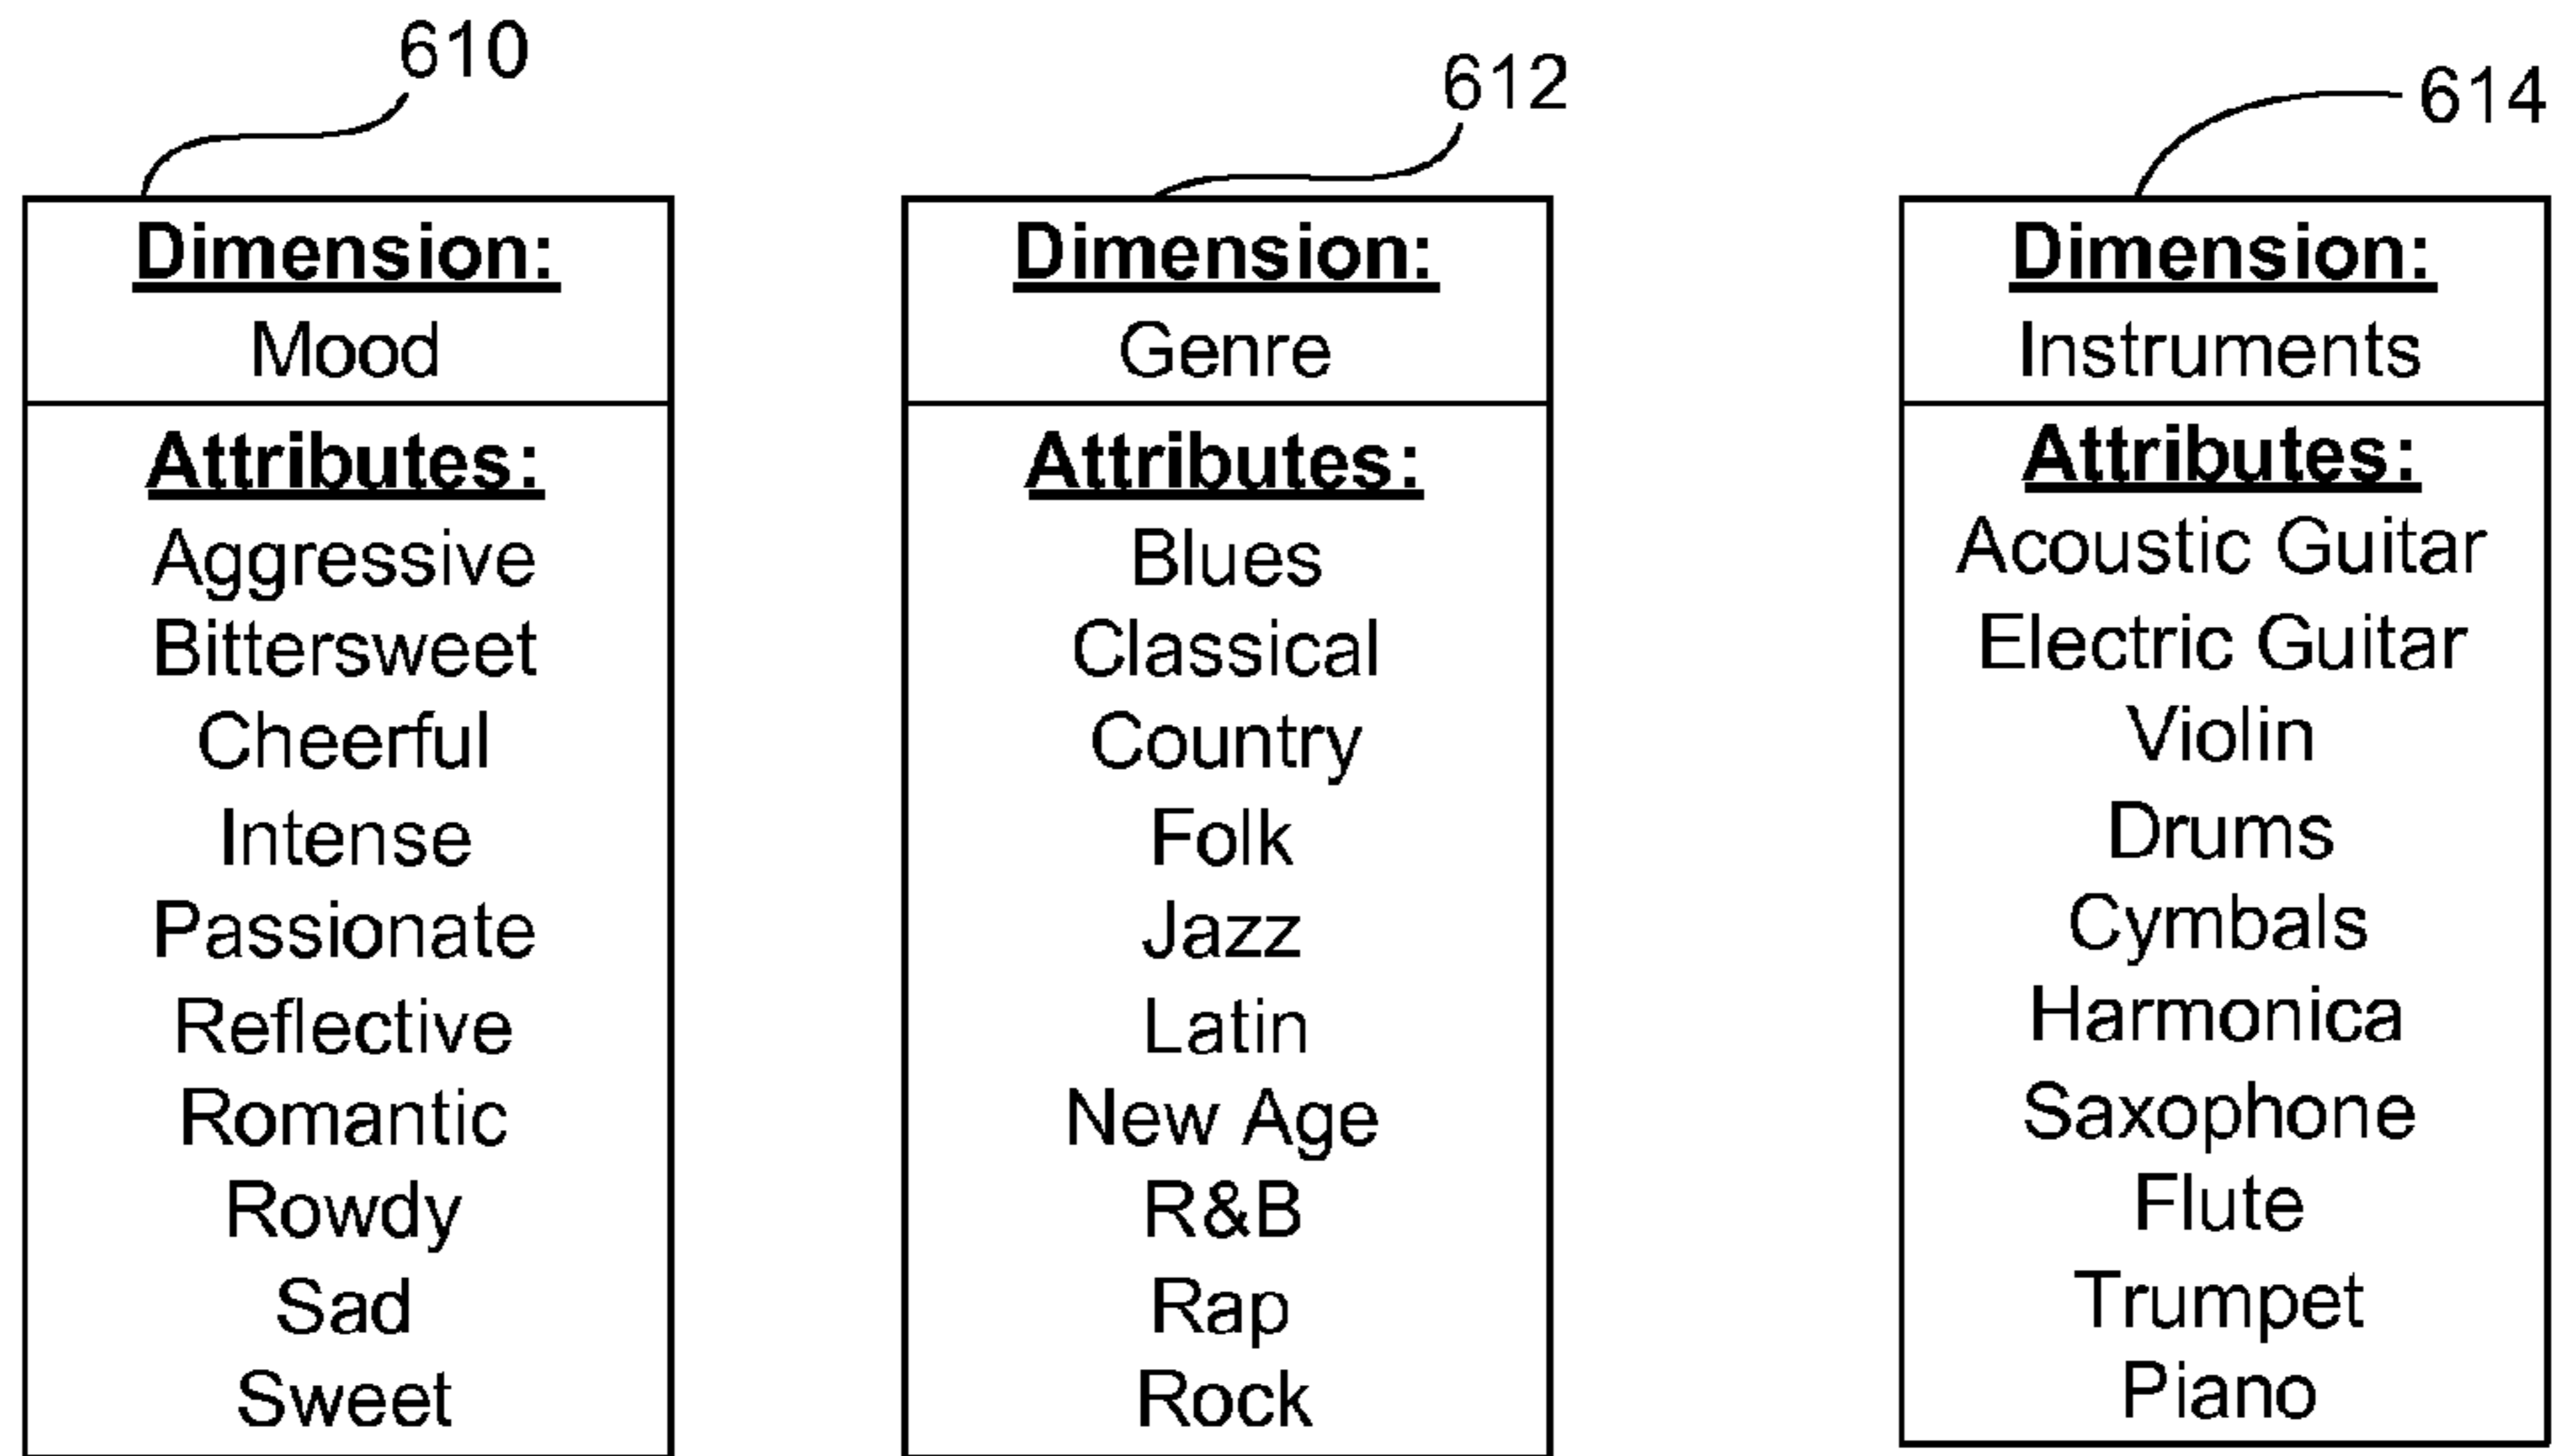 610
Dimension:
Mood
Attributes:
Aggressive
Bittersweet
Cheerful
Intense
Passionate
Reflective
Romantic
Rowdy
Sad
Sweet
612
Dimension:
Genre
Attributes:
Blues
Classical
Country
Folk
Jazz
Latin
New Age
R&B
Rap
Rock
614
Dimension:
Instruments
Attributes:
Acoustic Guitar
Electric Guitar
Violin
Drums
Cymbals
Harmonica
Saxophone
Flute
Trumpet
Piano